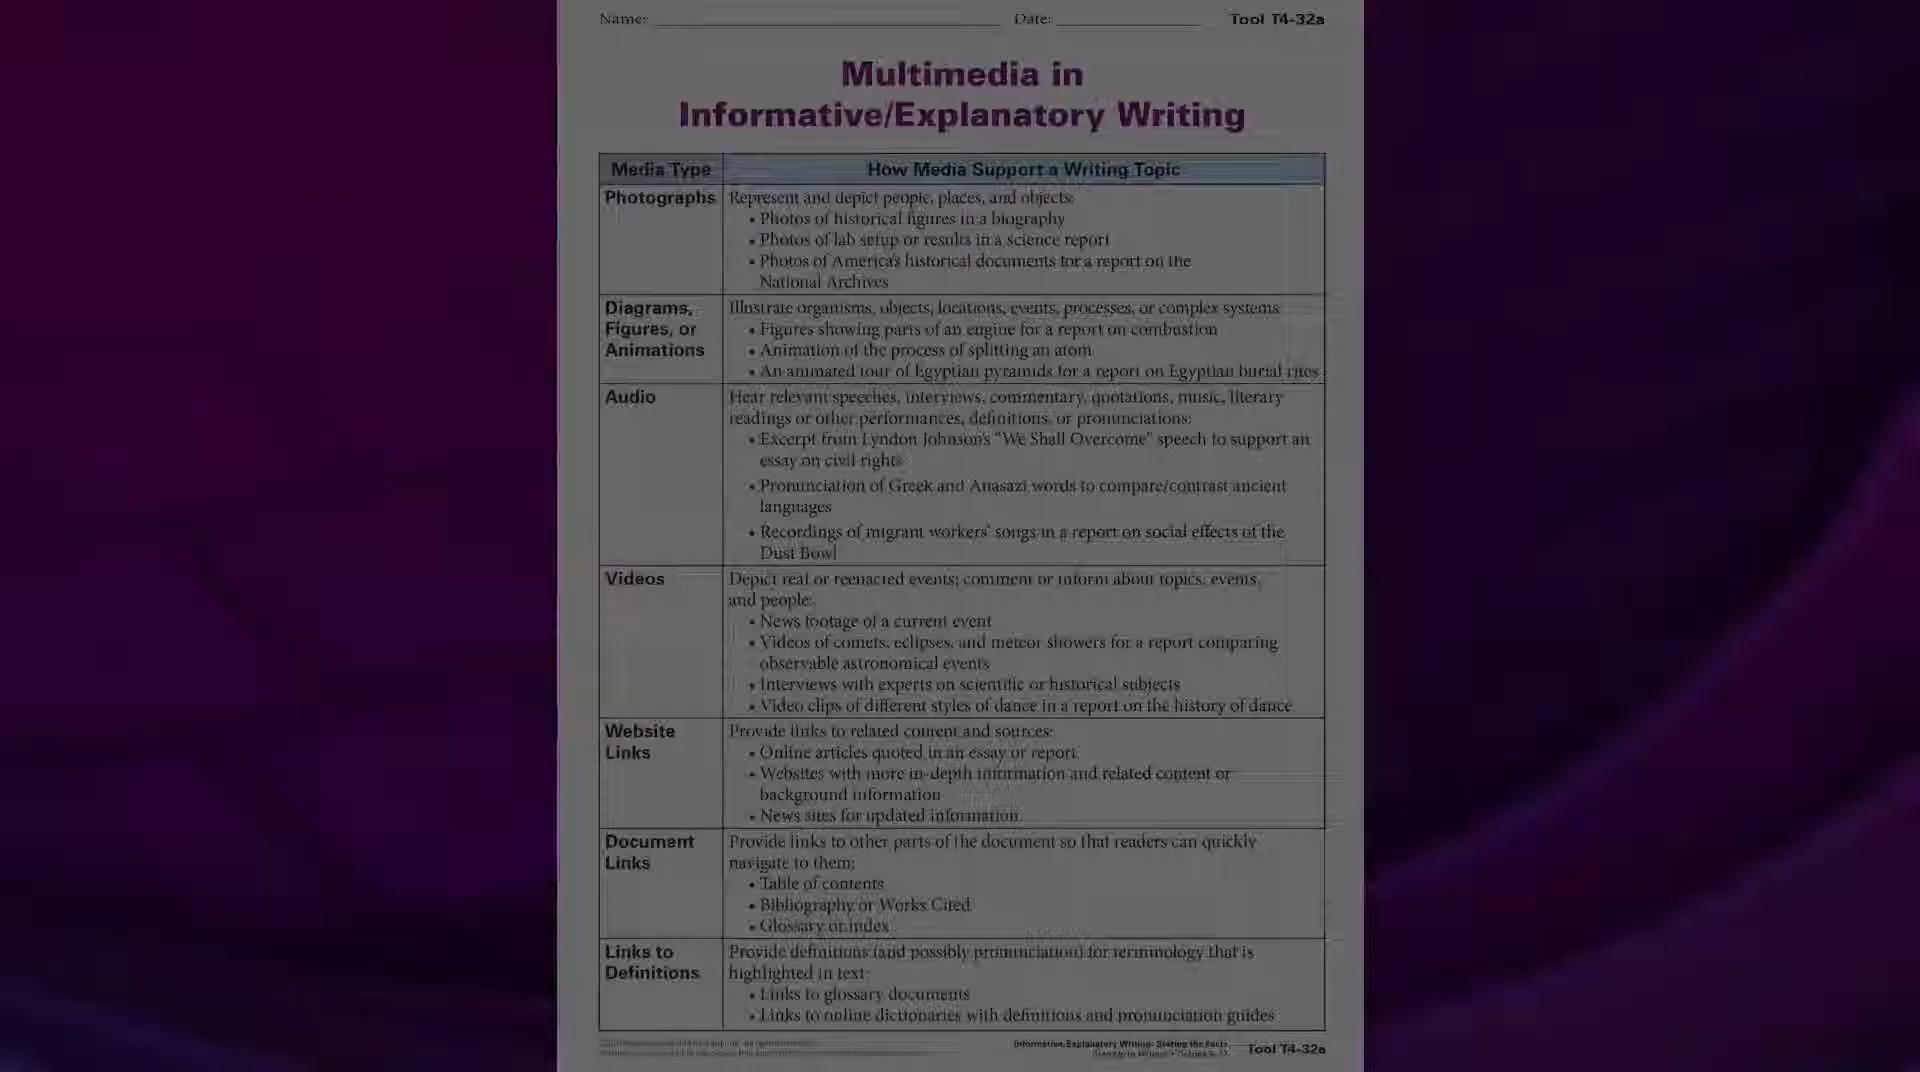 Name: Date: Tool T4-32a
Multimedia in
Informative/Explanatory Writing
Media Type How Media Support a Writing Topic
Photographs Represent and depict people, places, and objects:
• Photos of historical figures in a biography
• Photos of lab setup or results in a science report
• Photos of America's historical documents for a report on the
National Archives
Diagrams, Illustrate organisms, objects, locations, events, processes, or complex systems:
Figures, or • Figures showing parts of an engine for a report on combustion
Animations • Animation of the process of splitting an atom
• An animated tour of Egyptian pyramids for a report on Egyptian burial rites
Audio Hear relevant speeches, interviews, commentary, quotations, music, literary
readings or other performances, definitions, or pronunciations:
• Excerpt from Lyndon Johnson's "We Shall Overcome" speech to support an
essay on civil rights
• Pronunciation of Greek and Anasazi words to compare/contrast ancient
languages
• Recordings of migrant workers' songs in a report on social effects of the
Dust Bowl
Videos Depict real or reenacted events; comment or inform about topics, events,
and people:
• News footage of a current event
• Videos of comets, eclipses, and meteor showers for a report comparing
observable astronomical events
• Interviews with experts on scientific or historical subjects
• Video clips of different styles of dance in a report on the history of dance
Website Provide links to related content and sources:
Links • Online articles quoted in an essay or report
• Websites with more in-depth information and related content or
background information
• News sites for updated information
Document Provide links to other parts of the document so that readers can quickly
Links navigate to them:
• Table of contents
• Bibliography or Works Cited
• Glossary or index
Links to Provide definitions (and possibly pronunciation) for terminology that is
Definitions highlighted in text:
• Links to glossary documents
• Links to online dictionaries with definitions and pronunciation guides
Informative/Explanatory Writing: Stating the Facts
Tool T4-32a